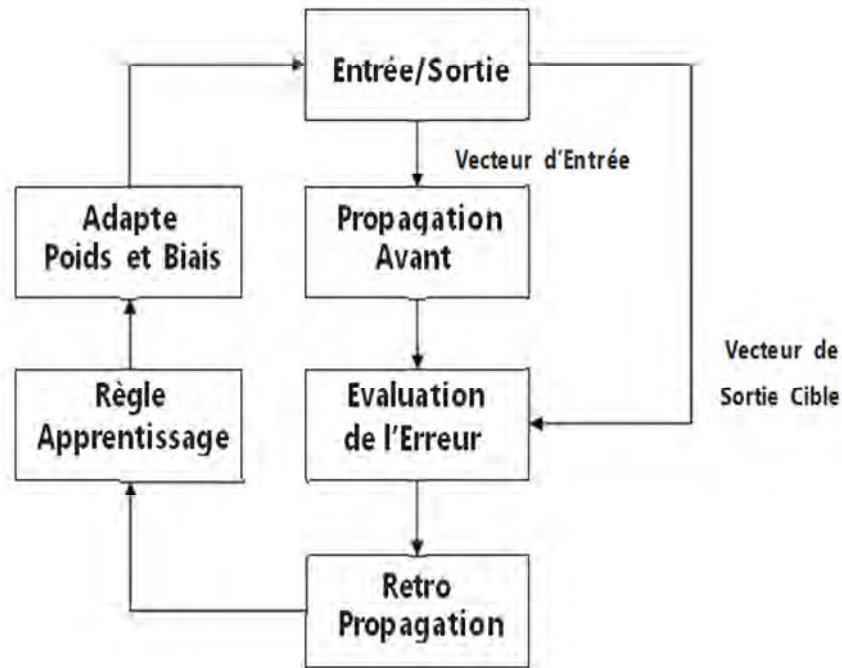 Entrée/Sortie
Vecteur d'Entrée
Adapte
Poids et Biais
Propagation
Avant
Vecteur de
Sortie Cible
Règle
Apprentissage
Evaluation
de l'Erreur
Retro
Propagation